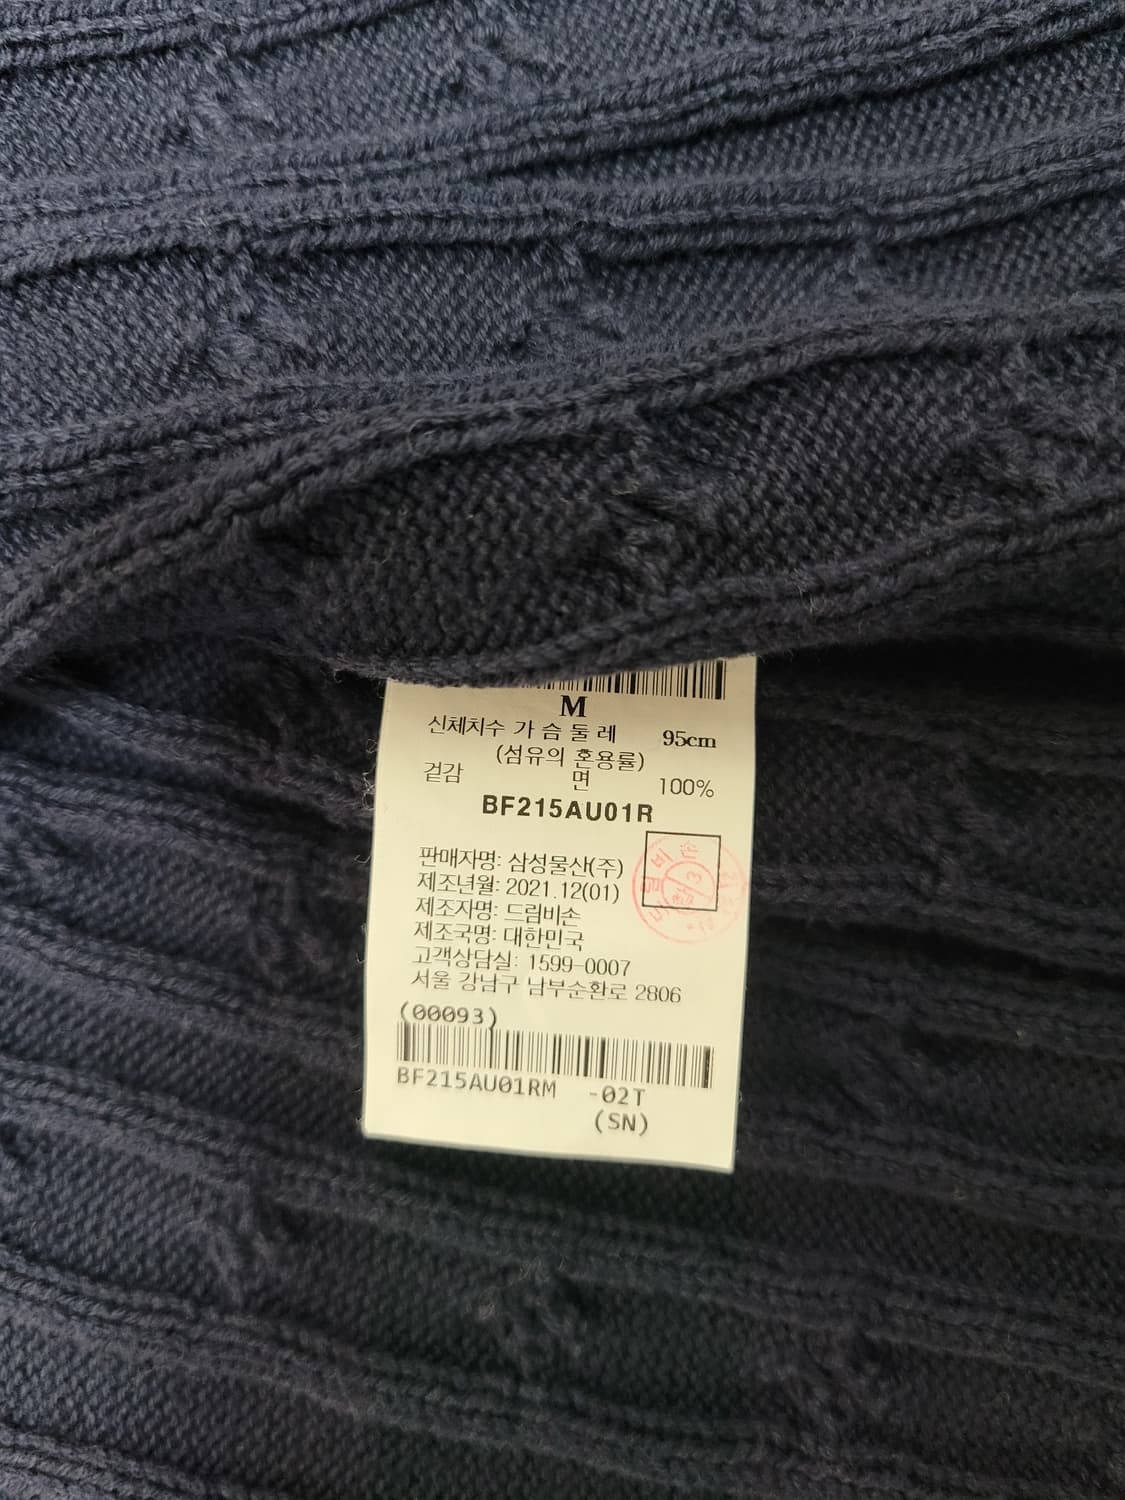 M
신체치수 가 슴 둘 레 95cm
(섬유의 혼용률)
겉감 면 100%
BF215AU01R
판매자명: 삼성물산(주)
제조년월: 2021.12(01)
제조자명: 드림비손
제조국명: 대한민국
고객상담실: 1599-0007
서울 강남구 남부순환로 2806
(00093)
BF215AU01RM -02T
(SN)